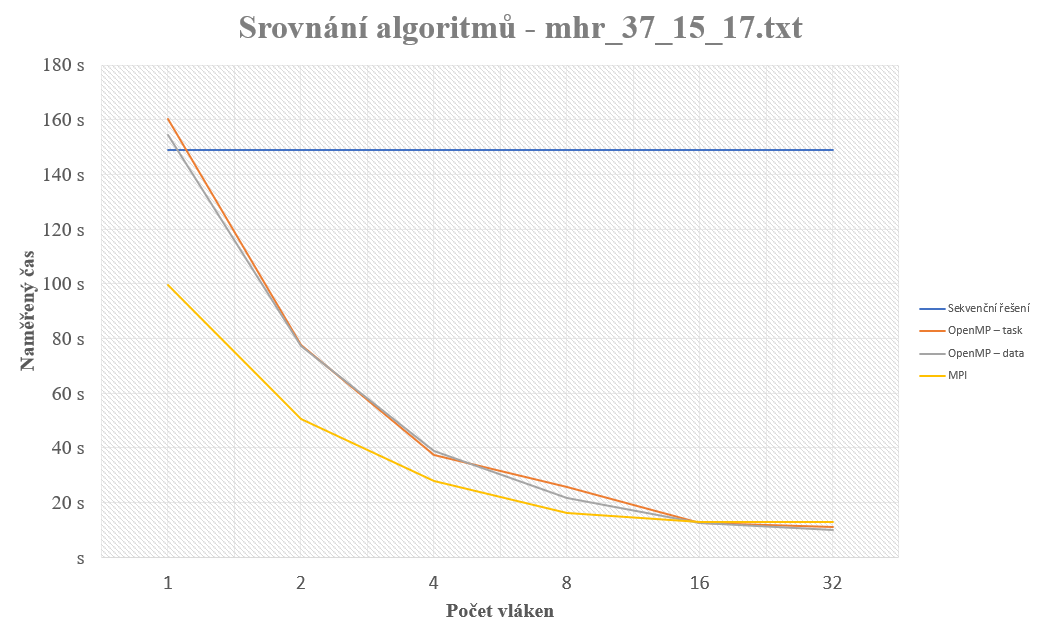 Srovnání algoritmů - mhr_37_15_17.txt
180 s
160 s
140 s
120 s
100 s
80 s
60 s
40 s
20 s
s
Naměřený čas
1 2 4 8 16 32
Počet vláken
Sekvenční řešení
OpenMP – task
OpenMP – data
MPI